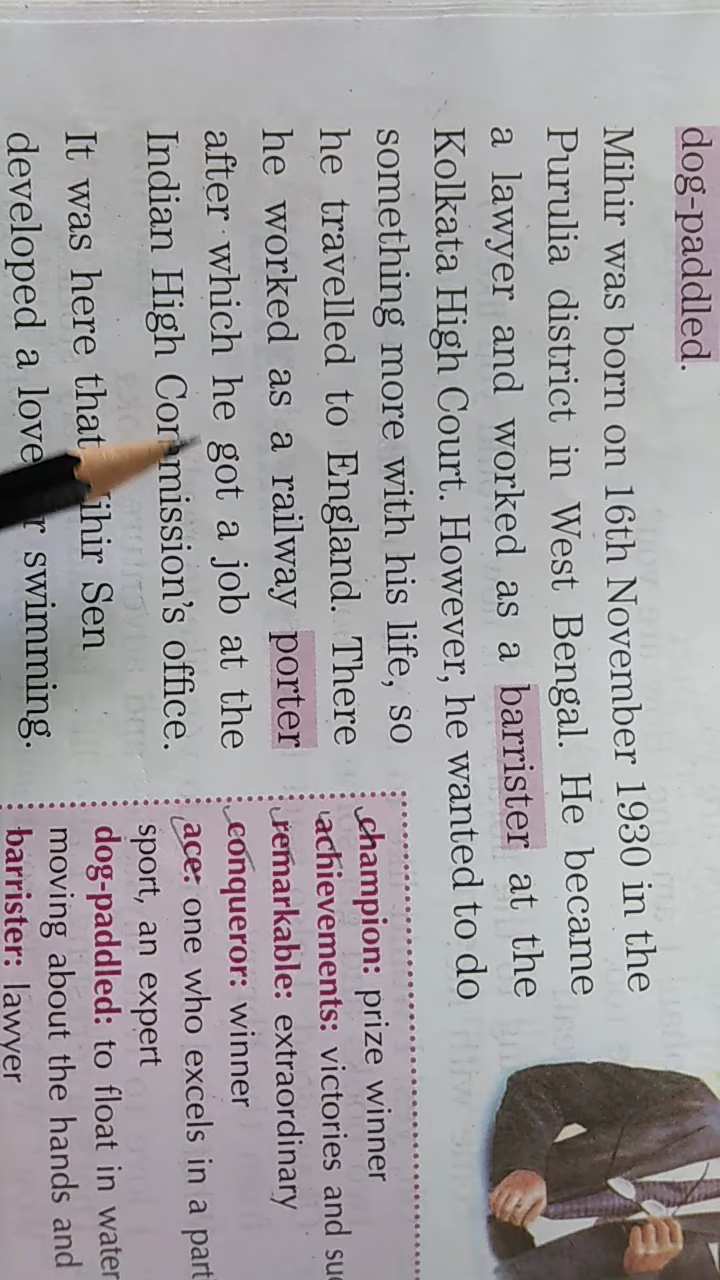 dog-paddled.
Mihir was born on 16th November 1930 in the
Purulia district in West Bengal. He became
a lawyer and worked as a barrister at the
Kolkata High Court. However, he wanted to do
something more with his life, so
he travelled to England. There
he worked as a railway porter
after which he got a job at the
Indian High Commission's office.
It was here that Mihir Sen
developed a love swimming.
champion: prize winner
achievements: victories and
remarkable: extraordinary
conqueror: winner
ace: one who excels in a
sport, an expert
dog-paddled: to float in water
moving about the hands and
barrister: lawyer